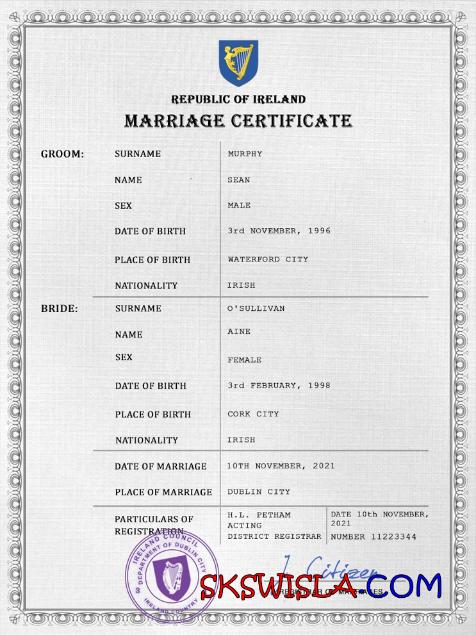 REPUBLIC OF IRELAND
MARRIAGE CERTIFICATE
GROOM: SURNAME MURPHY
NAME SEAN
SEX MALE
DATE OF BIRTH 3rd NOVEMBER, 1996
PLACE OF BIRTH WATERFORD CITY
NATIONALITY IRISH
BRIDE: SURNAME O'SULLIVAN
NAME AINE
SEX FEMALE
DATE OF BIRTH 3rd FEBRUARY, 1998
PLACE OF BIRTH CORK CITY
NATIONALITY IRISH
DATE OF MARRIAGE 10TH NOVEMBER, 2021
PLACE OF MARRIAGE DUBLIN CITY
PARTICULARS OF REGISTRATION
H.L. PETHAM
ACTING
DISTRICT REGISTRAR
DATE 10th NOVEMBER,
2021
NUMBER 11223344
IRELAND COUNCIL
DEPARTMENT OF DUBLIN CITY
IRELAND COUNTRY
J. Citizen
SKSWISLA.COM